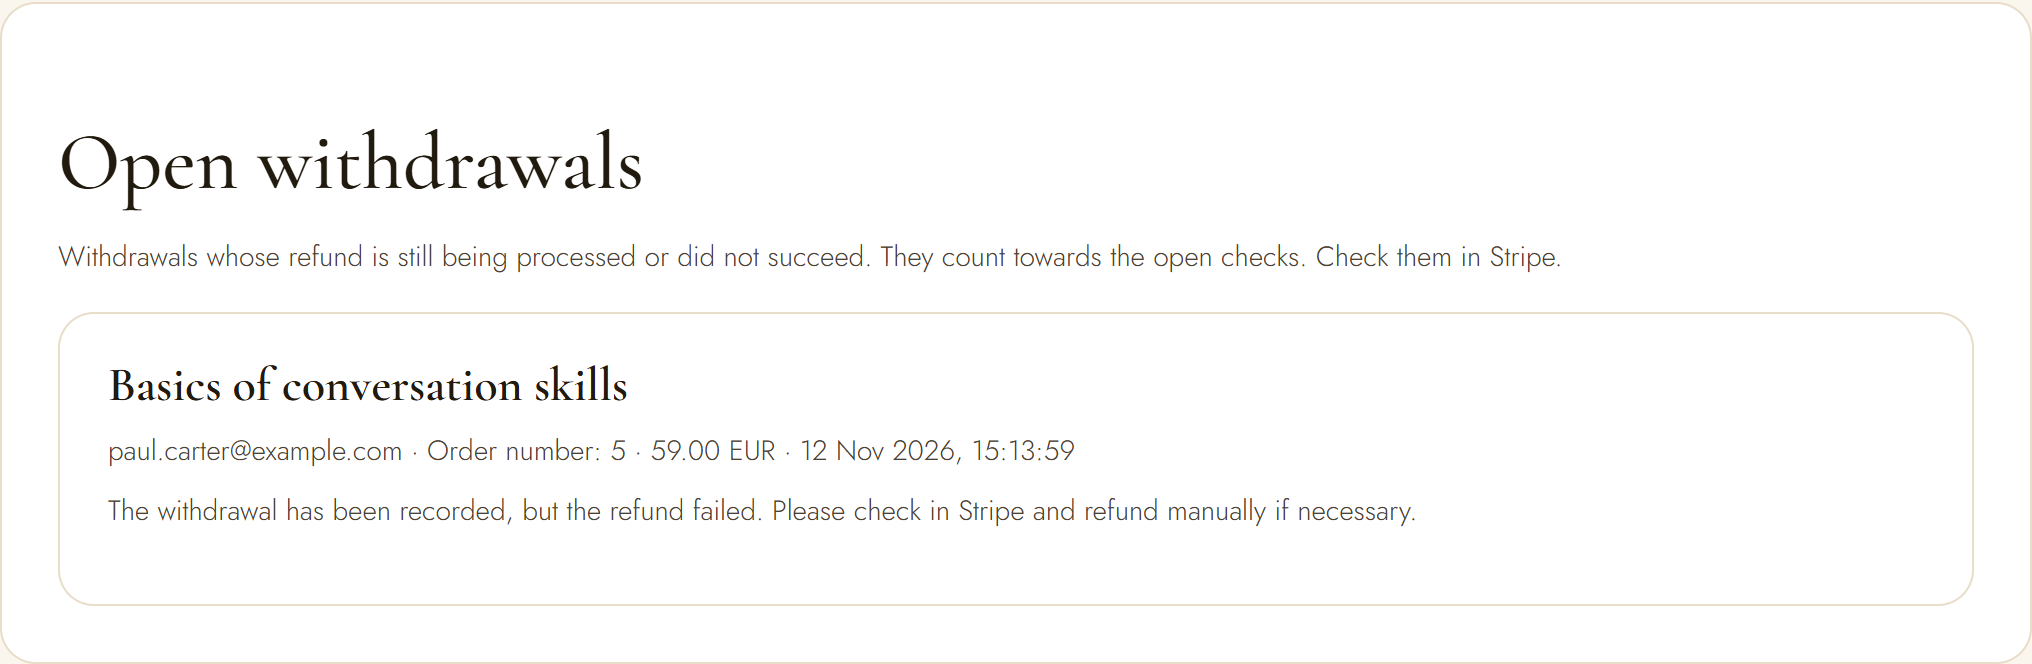 Open withdrawals
Withdrawals whose refund is still being processed or did not succeed. They count towards the open checks. Check them in Stripe.
Basics of conversation skills
paul.carter@example.com · Order number: 5 · 59.00 EUR · 12 Nov 2026, 15:13:59
The withdrawal has been recorded, but the refund failed. Please check in Stripe and refund manually if necessary.